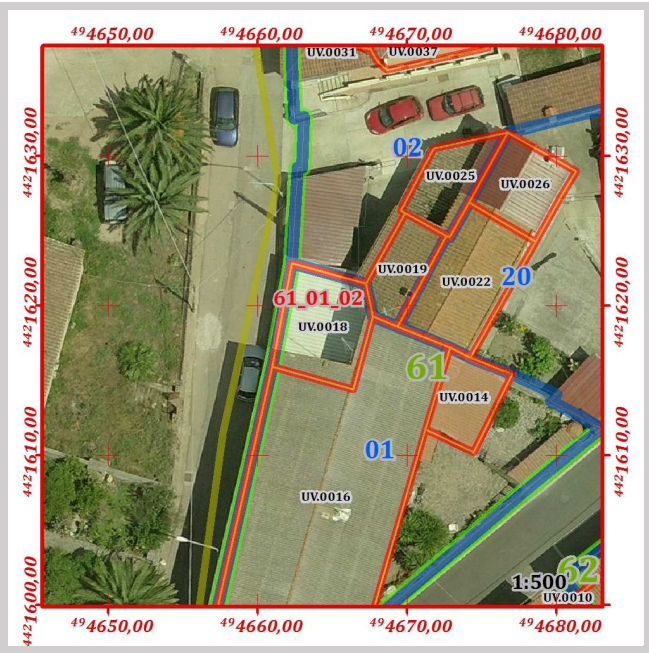 ⁴⁹4650,00 ⁴⁹4660,00 ⁴⁹4670,00 ⁴⁹4680,00
UV.0031 UV.0037
⁴⁴²1630,00 ⁴⁴²1630,00
02
UV.0025
UV.0026
UV.0019
UV.0022
20
61_01_02
⁴⁴²1620,00 ⁴⁴²1620,00
UV.0018
61
UV.0014
01
⁴⁴²1610,00 ⁴⁴²1610,00
UV.0016
62
1:500
UV.0010
⁴⁴²1600,00 ⁴⁴²1600,00
⁴⁹4650,00 ⁴⁹4660,00 ⁴⁹4670,00 ⁴⁹4680,00